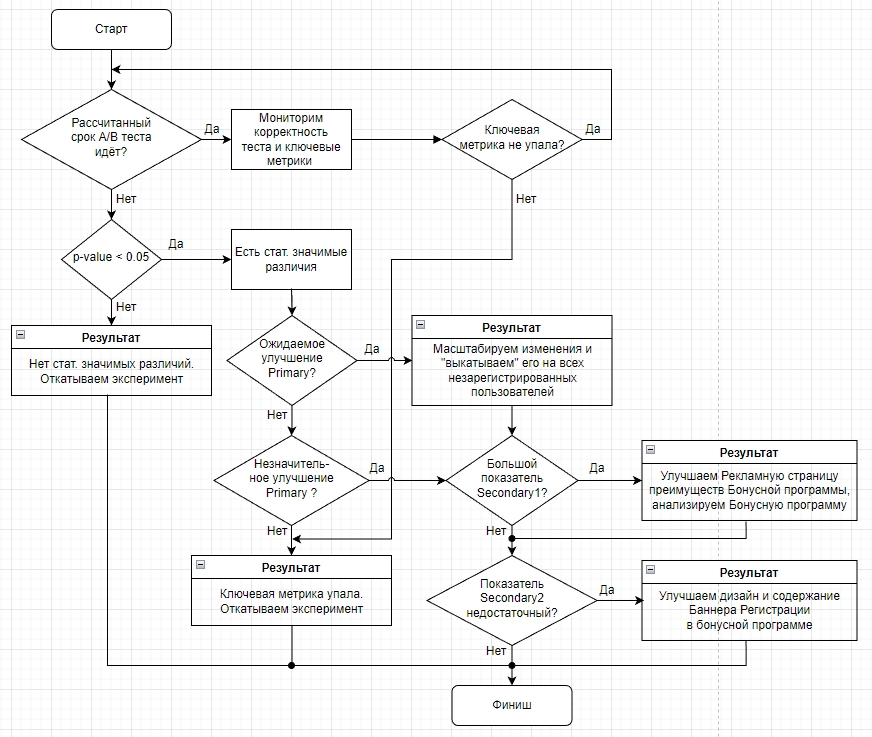 Старт
Рассчитанный
срок A/B теста
идёт?
Да
Мониторим
корректность
теста и ключевые
метрики
Ключевая
метрика не упала?
Да
Нет
Нет
p-value < 0.05
Да
Есть стат. значимые
различия
Нет
Результат
Нет стат. значимых различий.
Откатываем эксперимент
Ожидаемое
улучшение
Primary?
Да
Результат
Масштабируем изменения и
"выкатываем" его на всех
незарегистрированных
пользователей
Нет
Незначитель-
ное улучшение
Primary ?
Да
Большой
показатель
Secondary1?
Да
Результат
Улучшаем Рекламную страницу
преимуществ Бонусной программы,
анализируем Бонусную программу
Нет
Нет
Результат
Ключевая метрика упала.
Откатываем эксперимент
Показатель
Secondary2
недостаточный?
Да
Результат
Улучшаем дизайн и содержание
Баннера Регистрации
в бонусной программе
Нет
Финиш